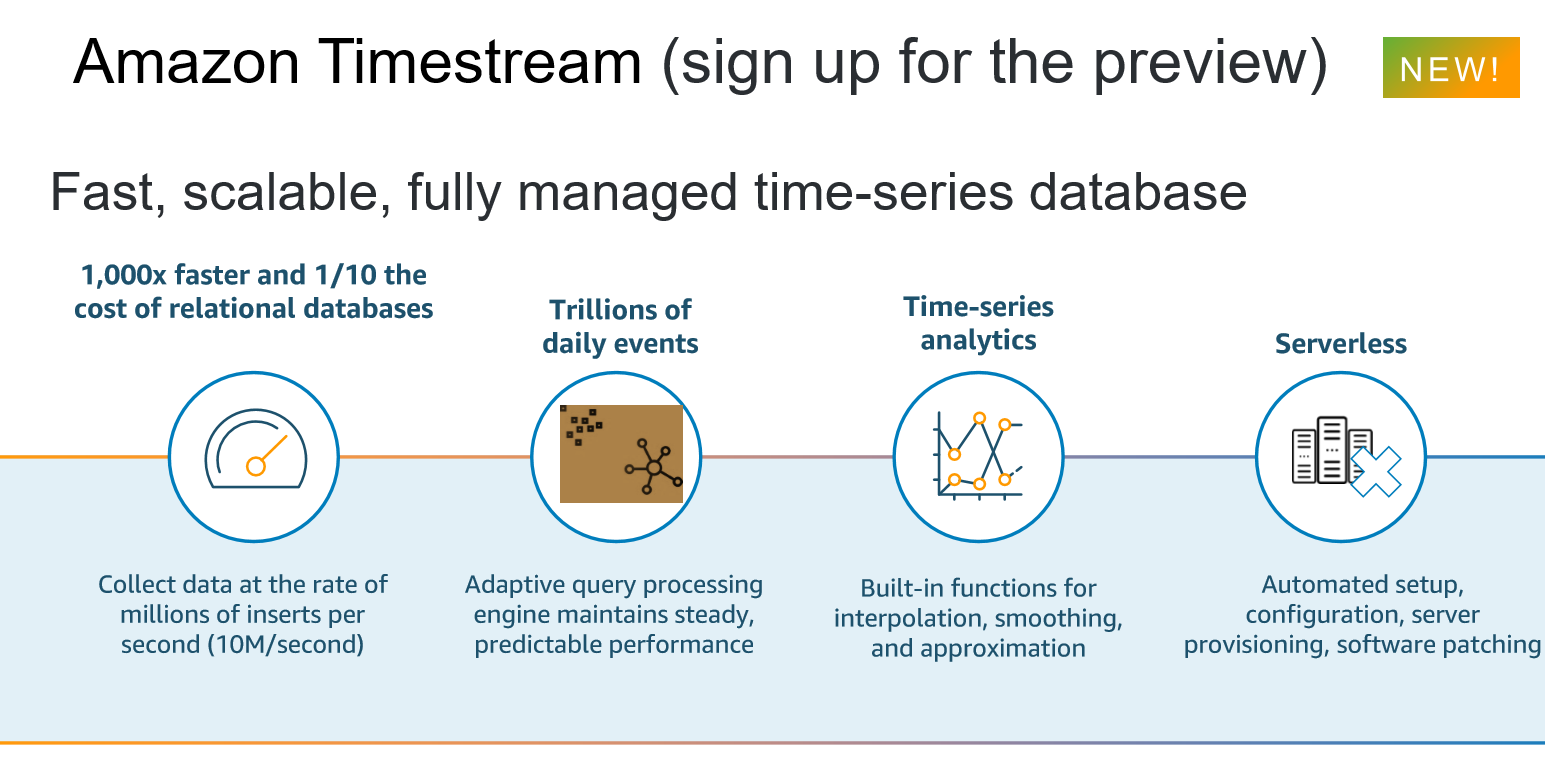 Amazon Timestream (sign up for the preview)
NEW!
Fast, scalable, fully managed time-series database
1,000x faster and 1/10 the
cost of relational databases
Collect data at the rate of
millions of inserts per
second (10M/second)
Trillions of
daily events
Adaptive query processing
engine maintains steady,
predictable performance
Time-series
analytics
Built-in functions for
interpolation, smoothing,
and approximation
Serverless
Automated setup,
configuration, server
provisioning, software patching